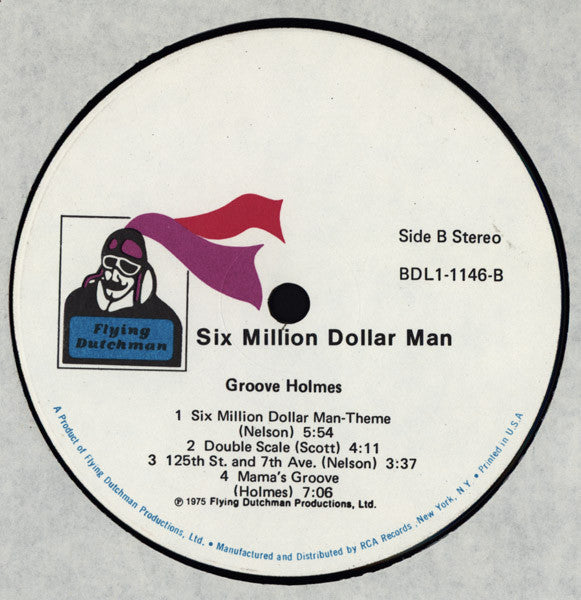 Side B Stereo
BDL1-1146-B
Flying
Dutchman
Six Million Dollar Man
Groove Holmes
1 Six Million Dollar Man-Theme
(Nelson) 5:54
2 Double Scale (Scott) 4:11
3 125th St. and 7th Ave. (Nelson) 3:37
4 Mama's Groove
(Holmes) 7:06
℗ 1975 Flying Dutchman Productions, Ltd.
A Product of Flying Dutchman Productions, Ltd. • Manufactured and Distributed by RCA Records , New York, N.Y. • Printed in U.S.A